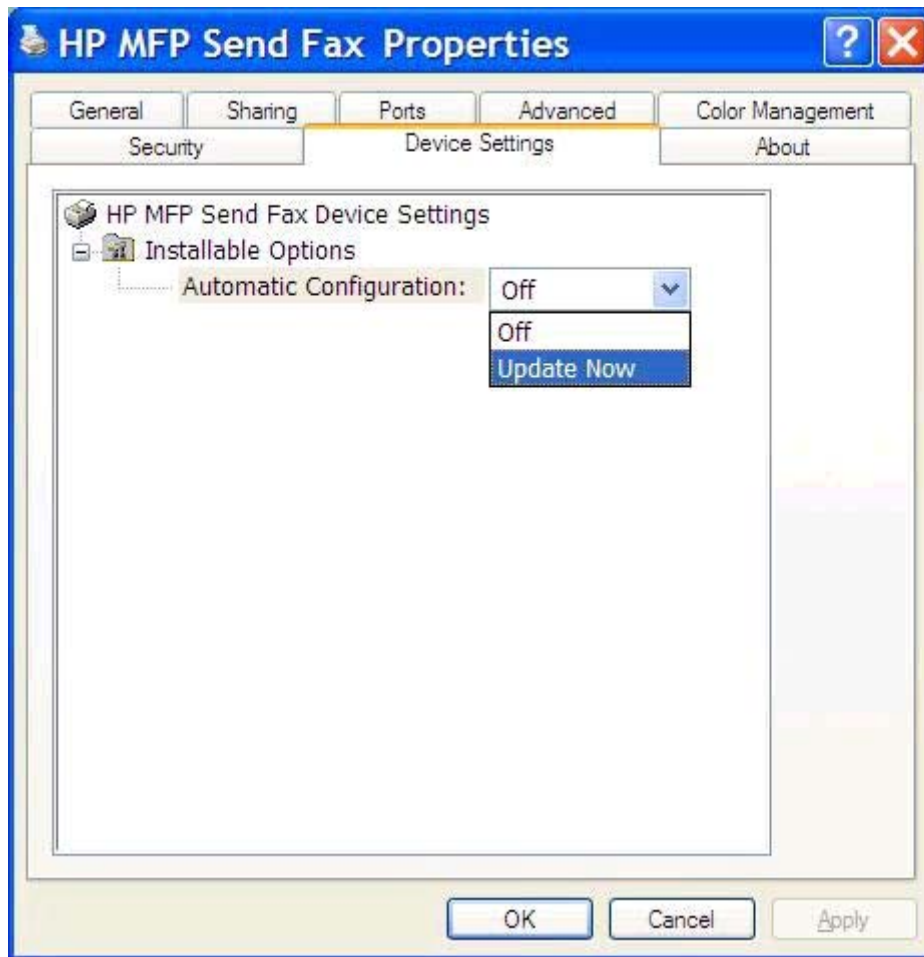 HP MFP Send Fax Properties
General Sharing Ports Advanced Color Management
Security Device Settings About
HP MFP Send Fax Device Settings
Installable Options
Automatic Configuration: Off
Off
Update Now
OK Cancel Apply